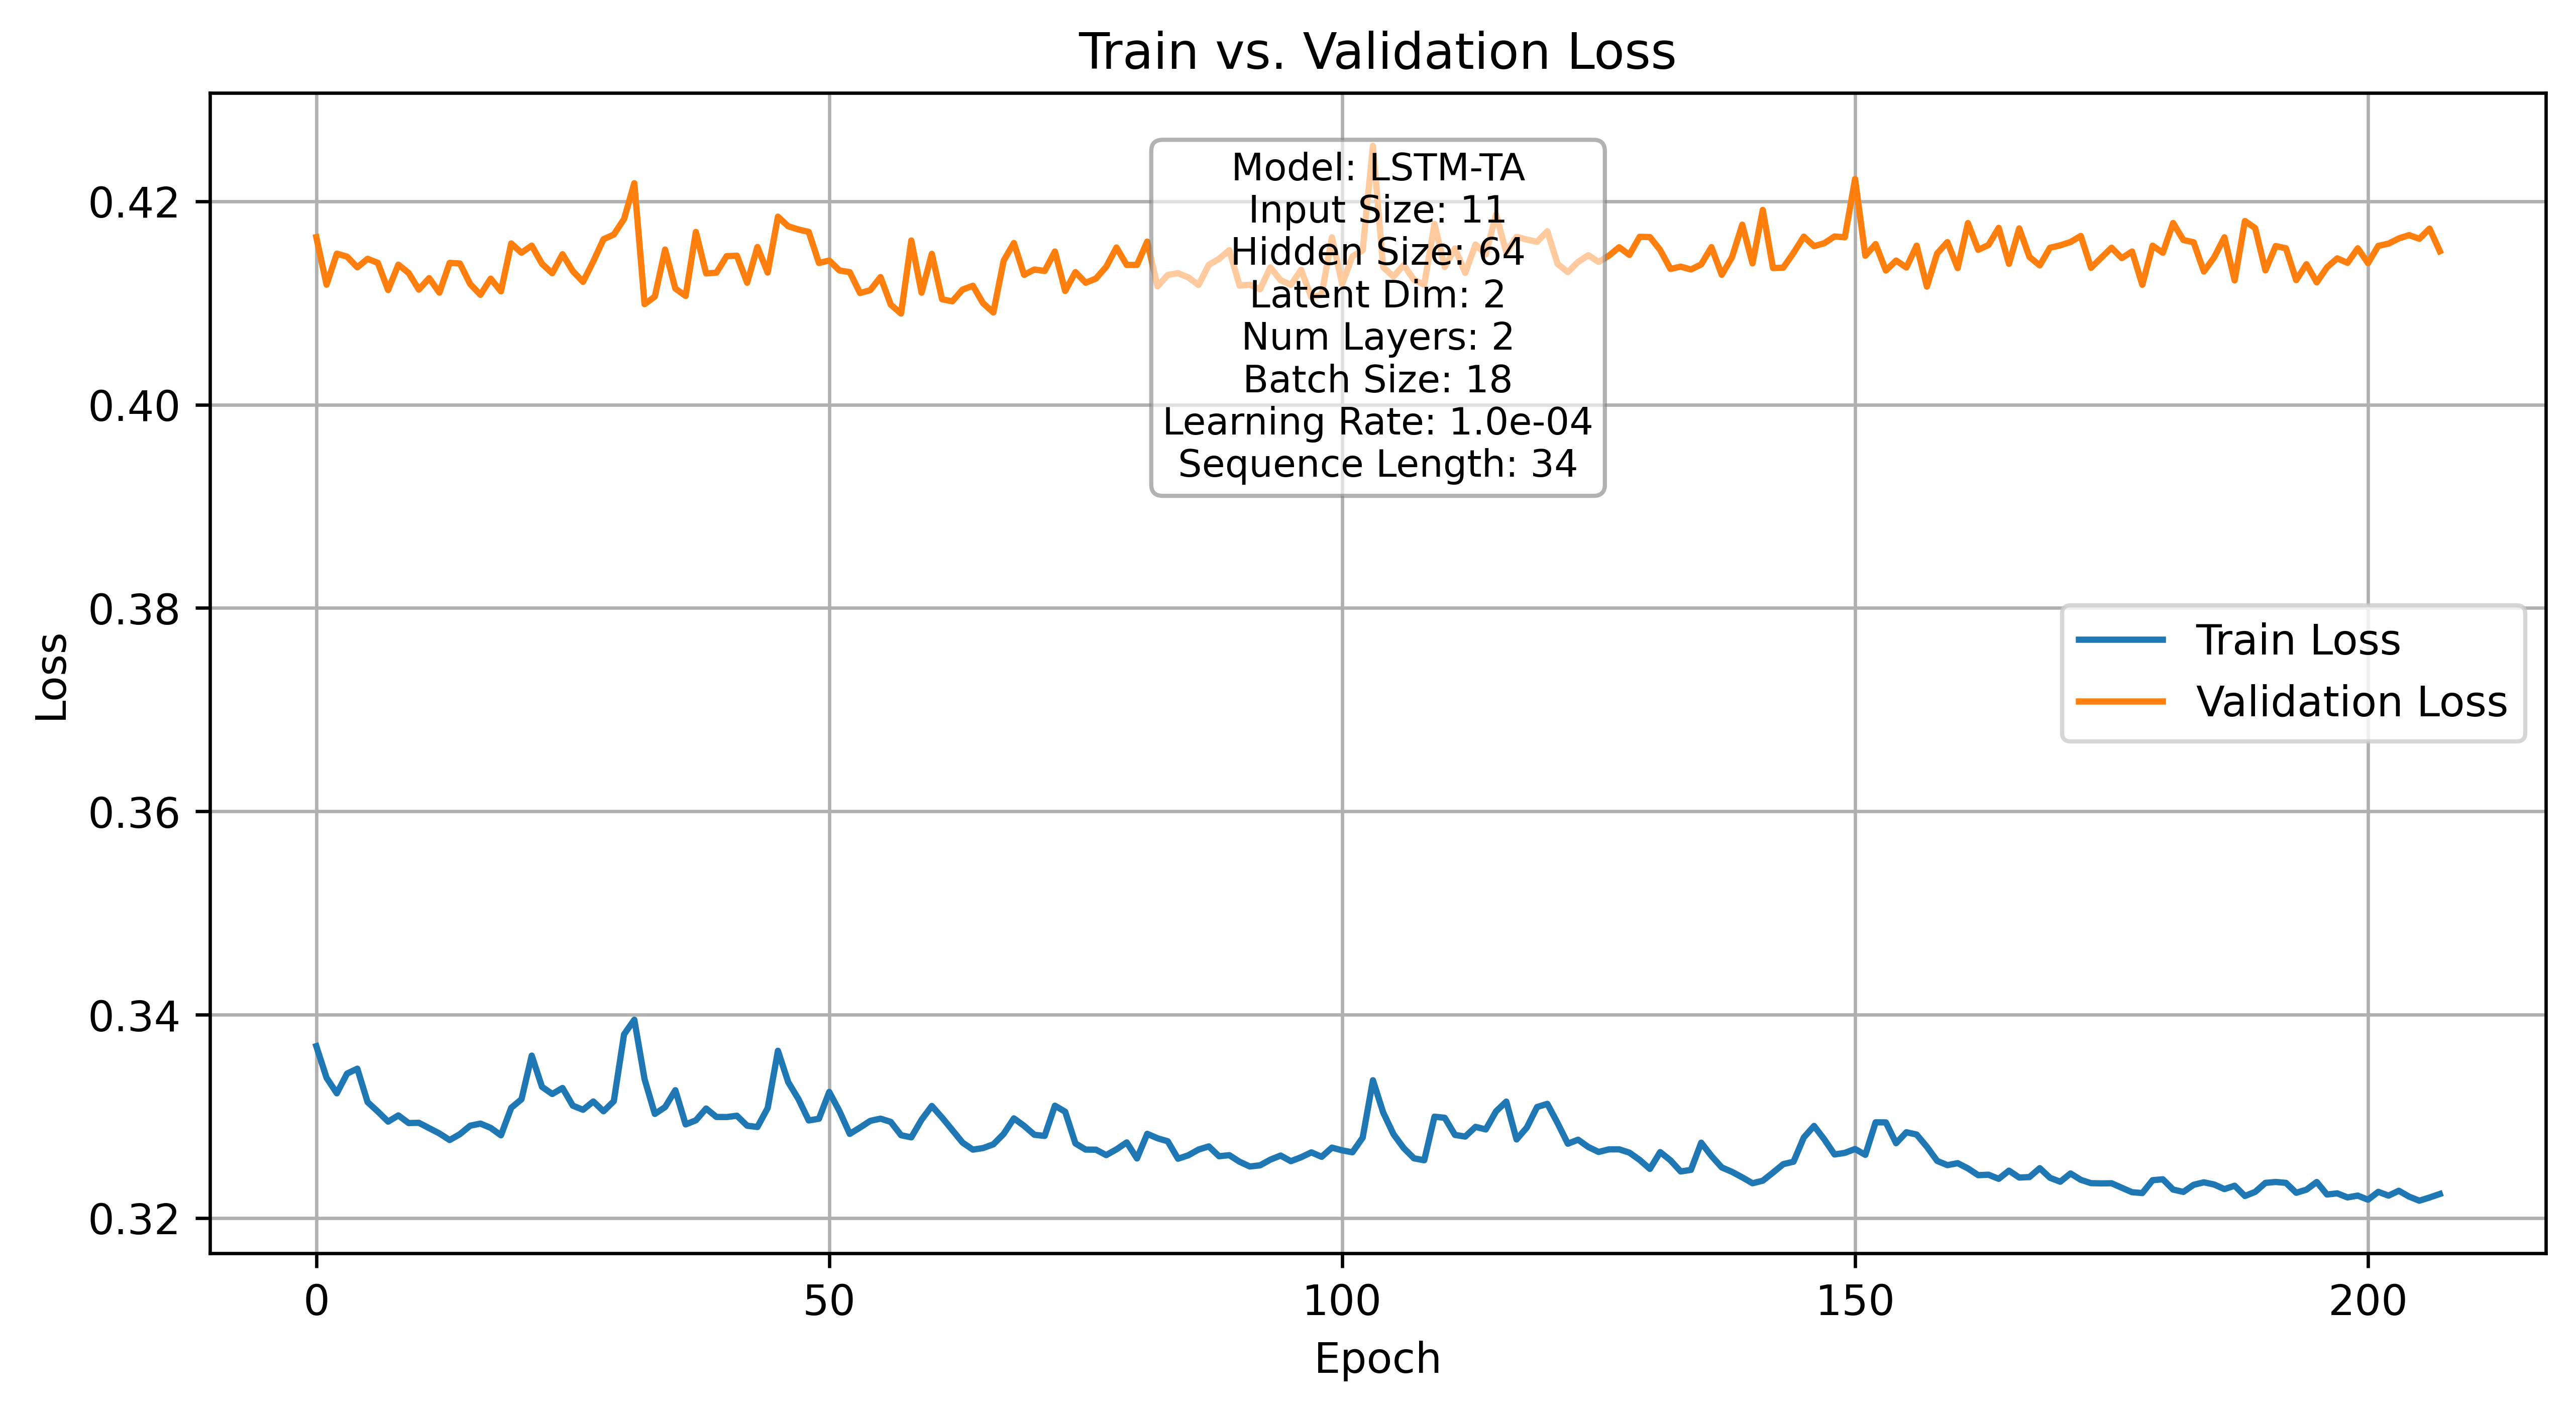 Train vs. Validation Loss
Model: LSTM-TA
Input Size: 11
Hidden Size: 64
Latent Dim: 2
Num Layers: 2
Batch Size: 18
Learning Rate: 1.0e-04
Sequence Length: 34
0.42
0.40
0.38
0.36
0.34
0.32
Loss
Train Loss
Validation Loss
0 50 100 150 200
Epoch